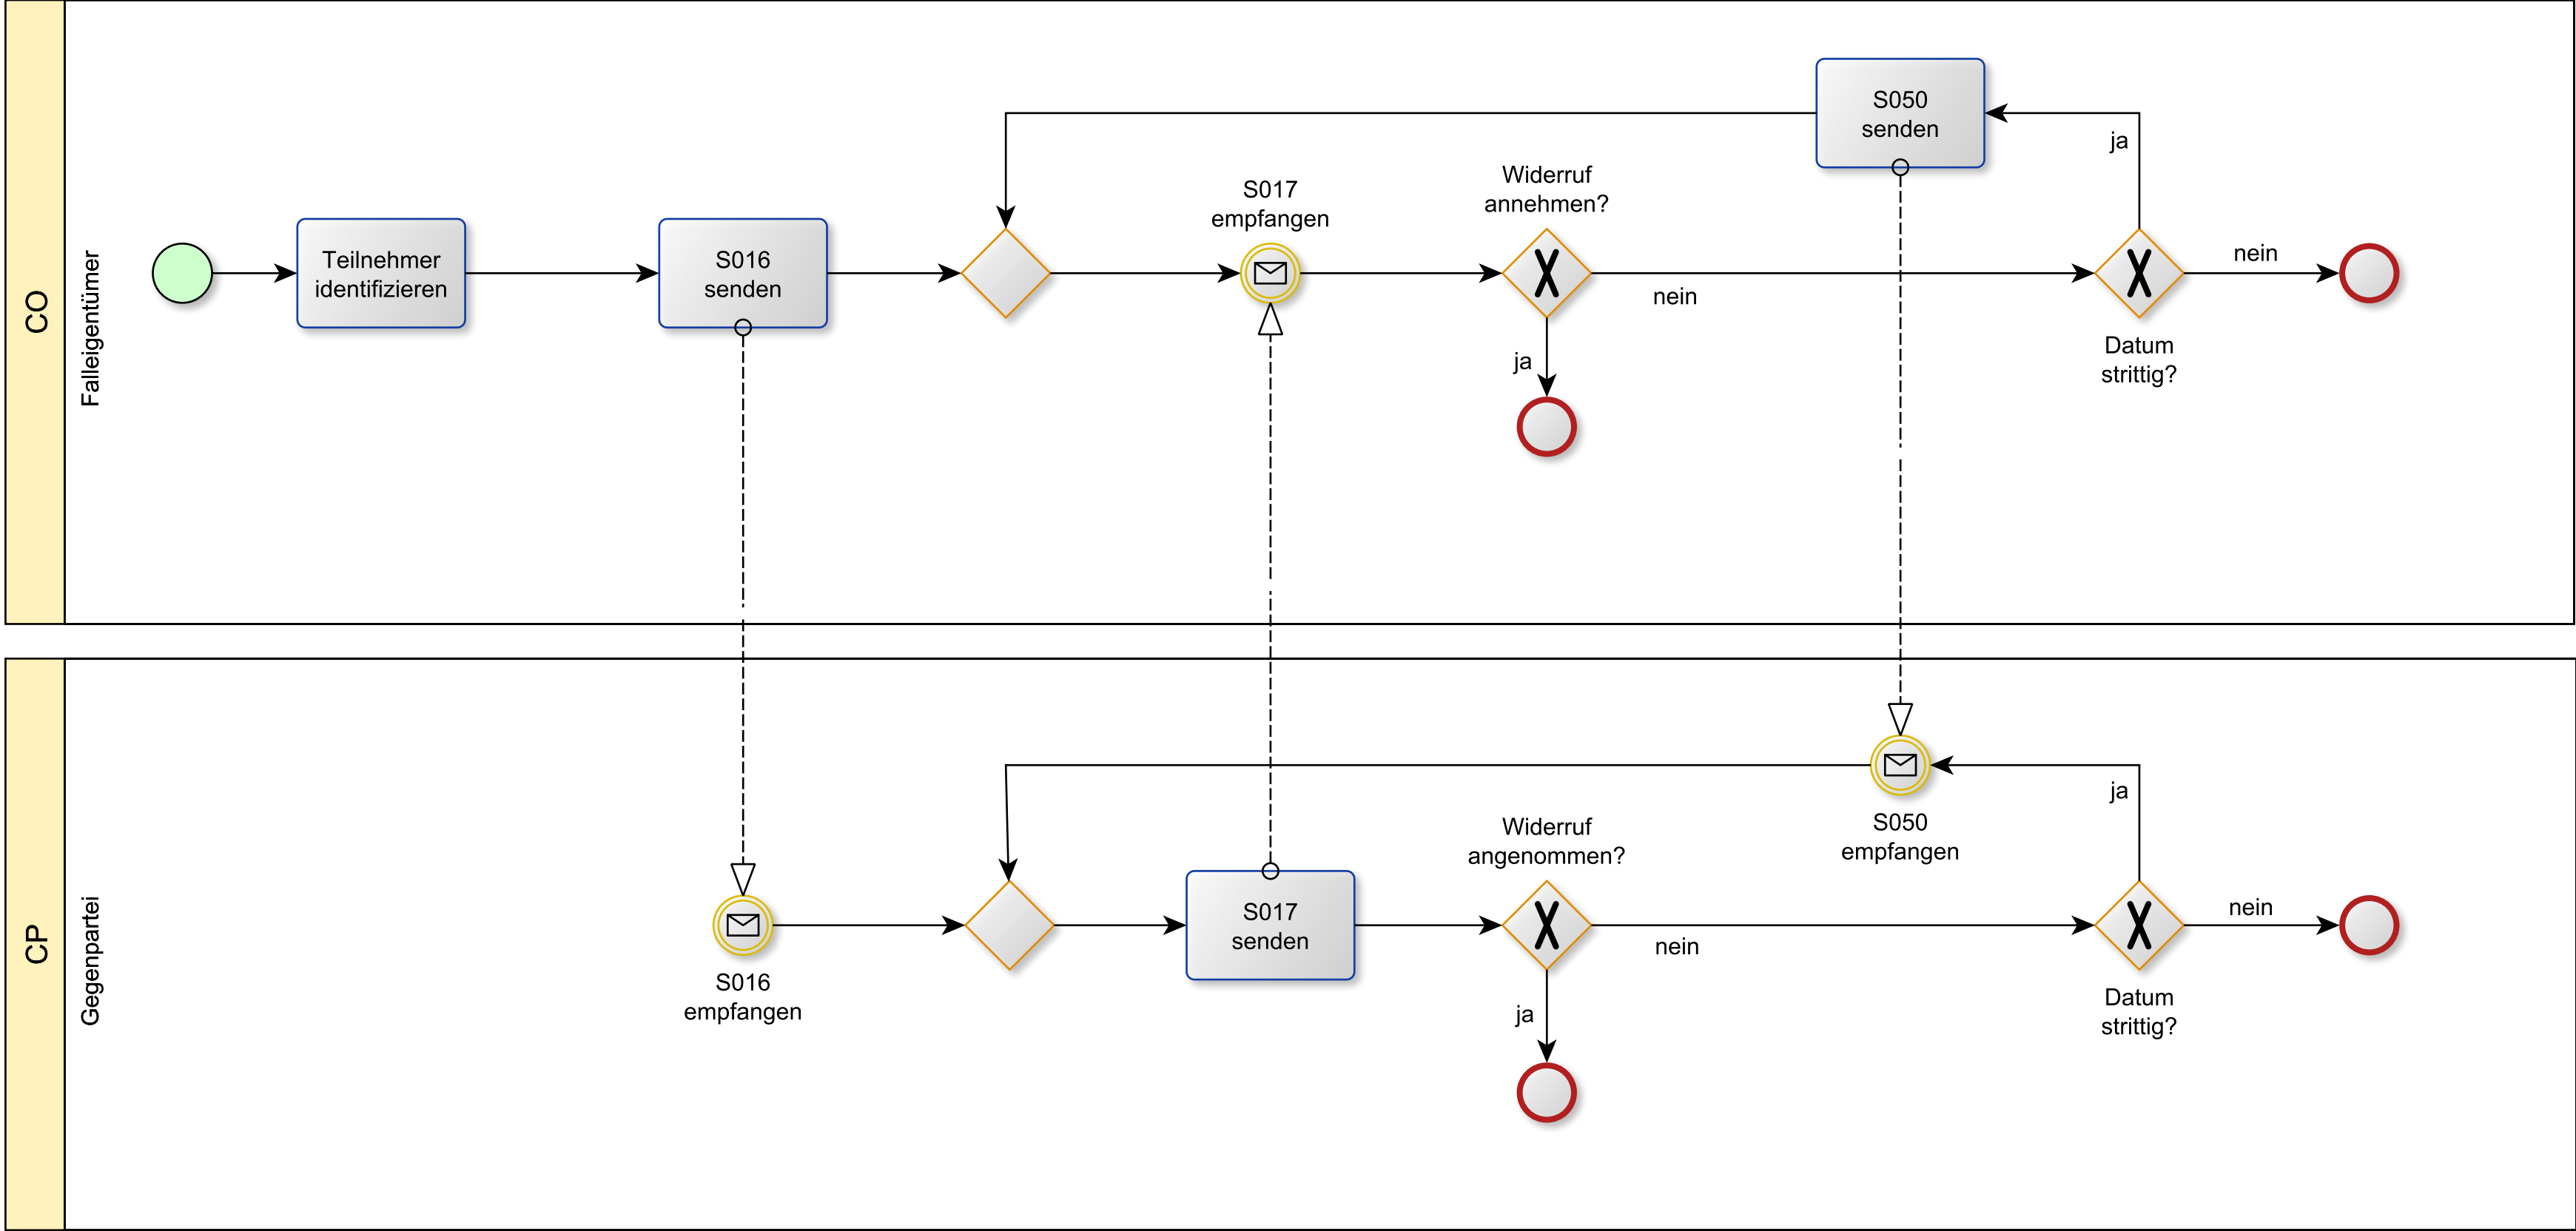 CO
Falleigentümer
Teilnehmer
identifizieren
S016
senden
S017
empfangen
Widerruf
annehmen?
ja
nein
S050
senden
ja
nein
Datum
strittig?
CP
Gegenpartei
S016
empfangen
S017
senden
Widerruf
angenommen?
ja
nein
S050
empfangen
ja
nein
Datum
strittig?